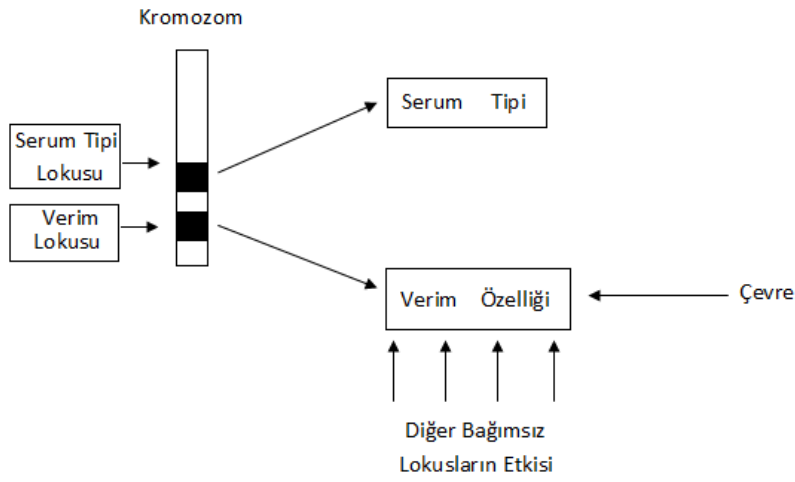 Kromozom
Serum Tipi
Serum Tipi
Lokusu
Verim
Lokusu
Verim Özelliği
Çevre
Diğer Bağımsız
Lokusların Etkisi